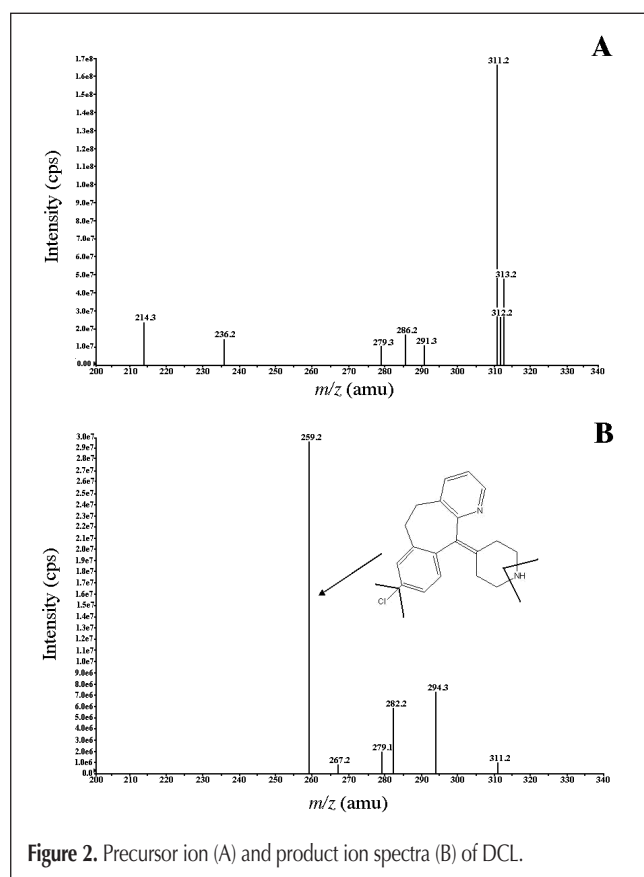 A
1.7e8
1.6e8
1.5e8
1.4e8
1.3e8
1.2e8
1.1e8
1.0e8
9.0e7
8.0e7
7.0e7
6.0e7
5.0e7
4.0e7
3.0e7
2.0e7
1.0e7
0.00
Intensity (cps)
311.2
313.2
312.2
214.3
236.2
279.3
286.2
291.3
200 210 220 230 240 250 260 270 280 290 300 310 320 330 340
m/z (amu)
B
3.0e7
2.9e7
2.8e7
2.7e7
2.6e7
2.5e7
2.4e7
2.3e7
2.2e7
2.1e7
2.0e7
1.9e7
1.8e7
1.7e7
1.6e7
1.5e7
1.4e7
1.3e7
1.2e7
1.1e7
1.0e7
9.0e6
8.0e6
7.0e6
6.0e6
5.0e6
4.0e6
3.0e6
2.0e6
1.0e6
0.0
Intensity (cps)
259.2
N
NH
Cl
294.3
282.2
279.1
267.2
311.2
200 210 220 230 240 250 260 270 280 290 300 310 320 330 340
m/z (amu)
Figure 2. Precursor ion (A) and product ion spectra (B) of DCL.